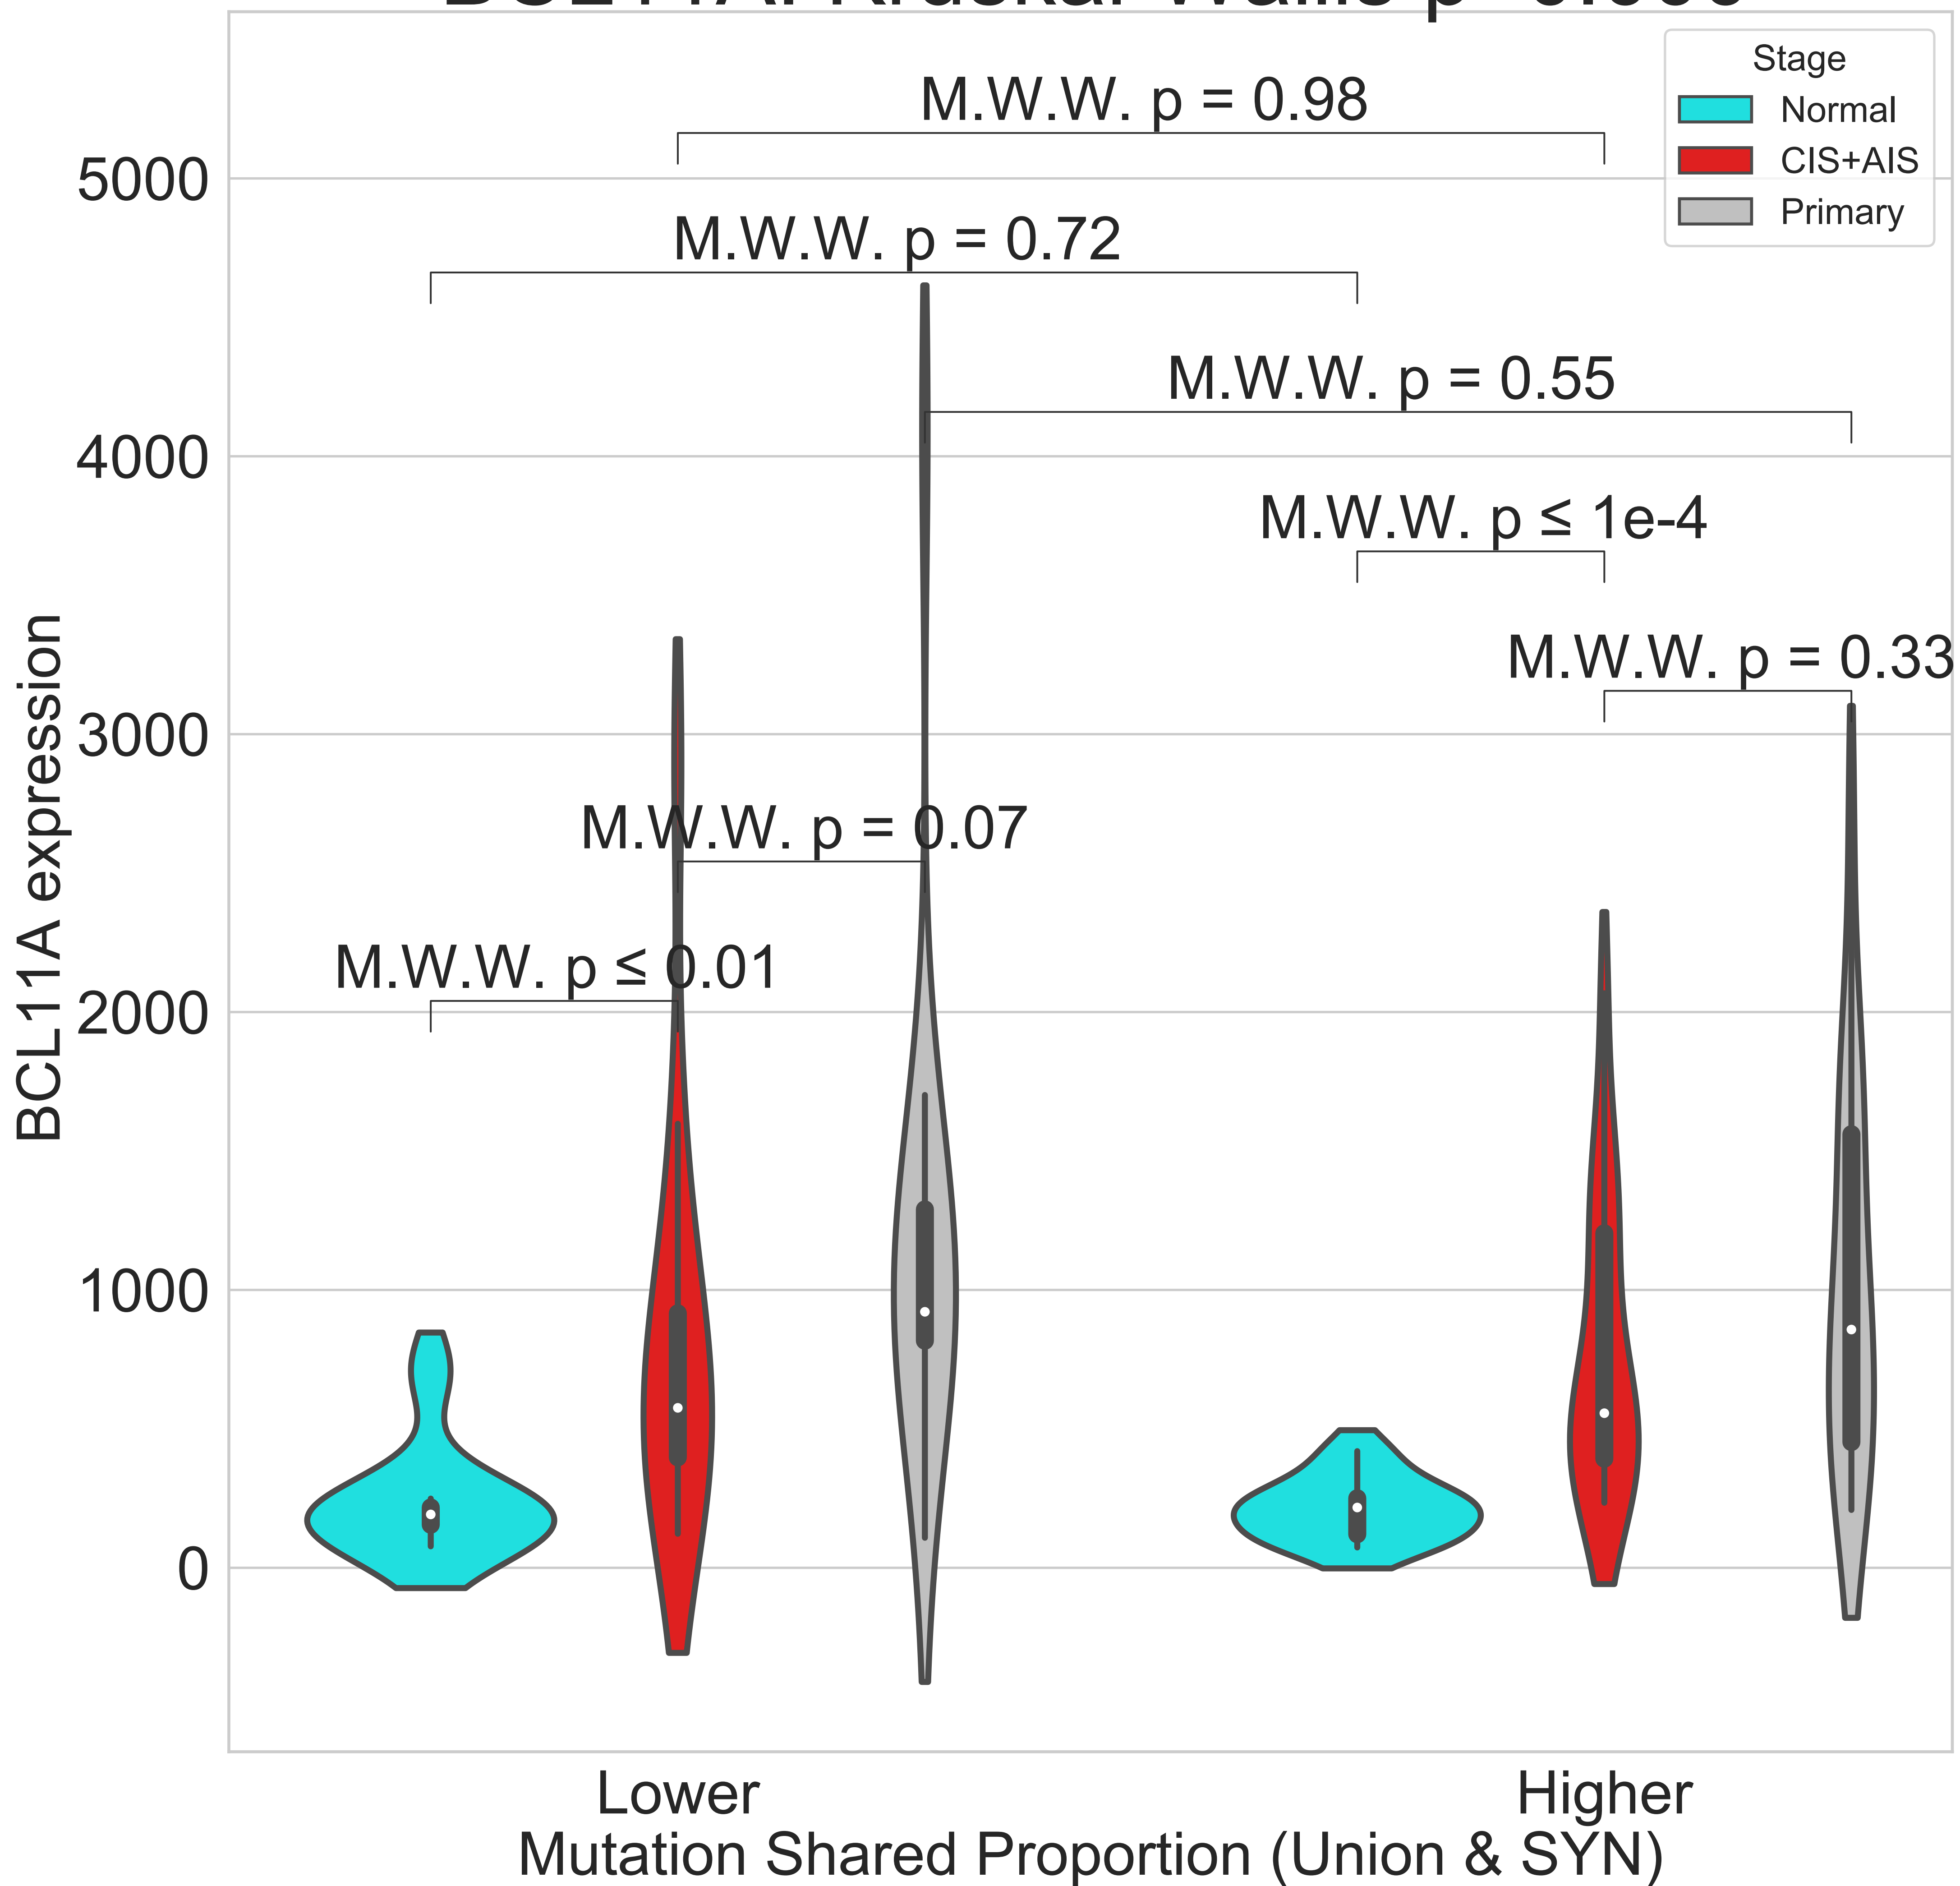 Stage
Normal
CIS+AIS
Primary
M.W.W. p = 0.98
M.W.W. p = 0.72
M.W.W. p = 0.55
M.W.W. p ≤ 1e-4
M.W.W. p = 0.33
M.W.W. p = 0.07
M.W.W. p ≤ 0.01
5000
4000
3000
2000
1000
0
BCL11A expression
Lower
Higher
Mutation Shared Proportion (Union & SYN)